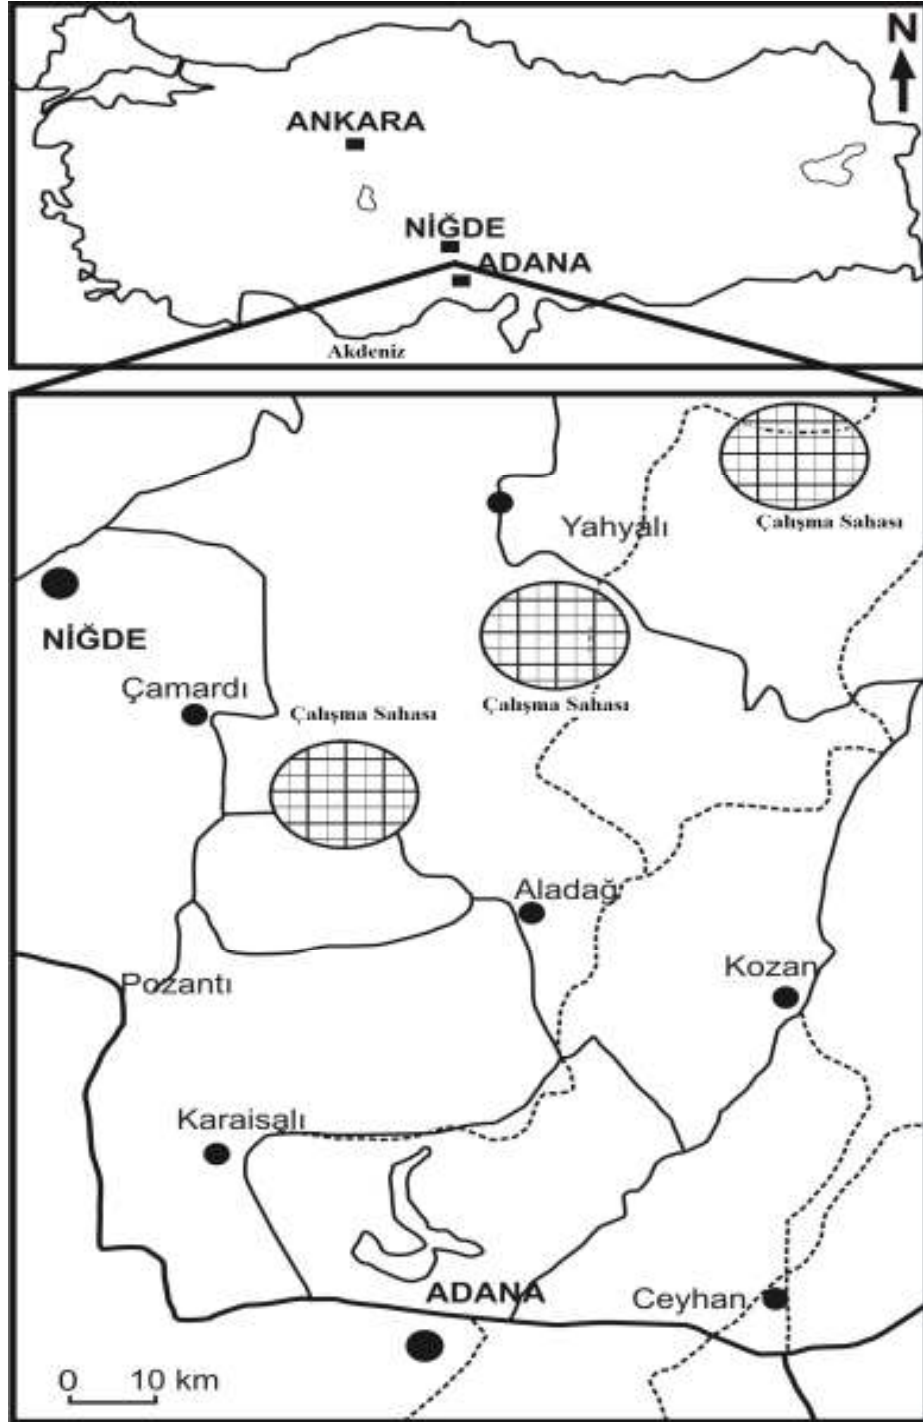 N
ANKARA
NİĞDE
ADANA
Akdeniz
Yahyalı
Çalışma Sahası
NİĞDE
Çamardı
Çalışma Sahası
Çalışma Sahası
Aladağ
Kozan
Pozantı
Karaisalı
ADANA
Ceyhan
0 10 km